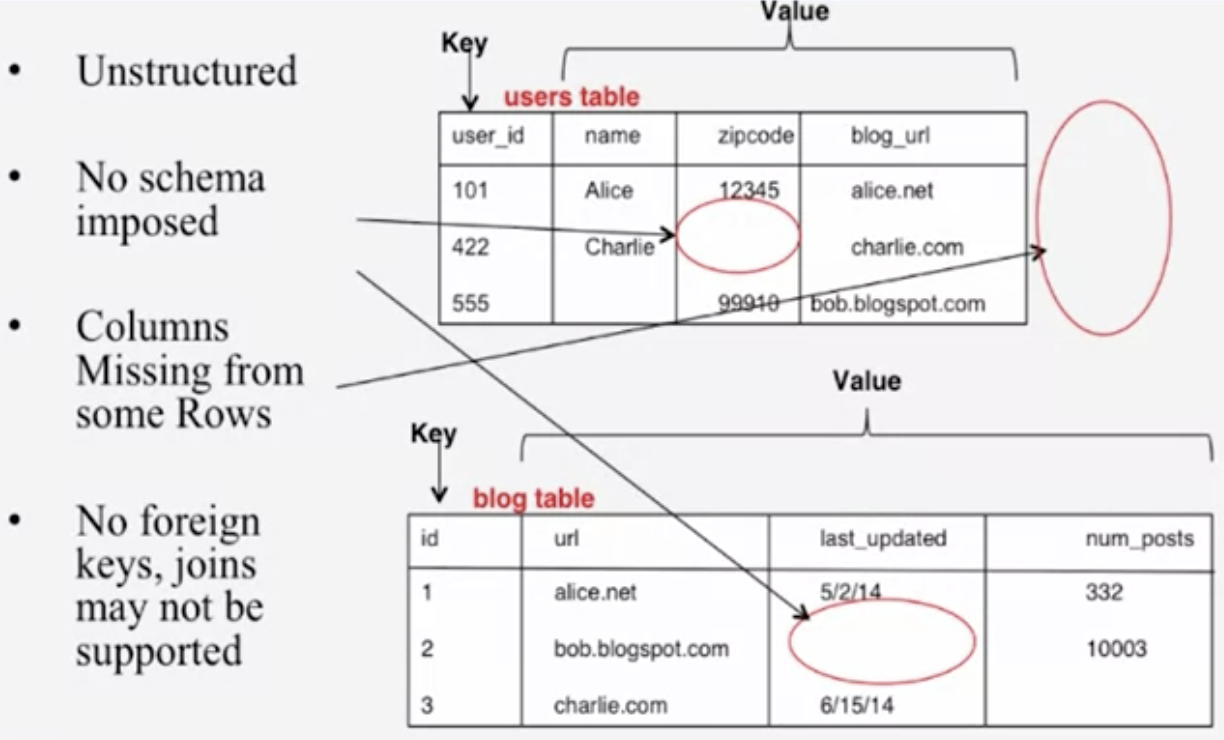 • Unstructured
• No schema
imposed
• Columns
Missing from
some Rows
• No foreign
keys, joins
may not be
supported
Value
Key
users table
user_id name zipcode blog_url
101 Alice 12345 alice.net
422 Charlie charlie.com
555 99910 bob.blogspot.com
Value
Key
blog table
id url last_updated num_posts
1 alice.net 5/2/14 332
2 bob.blogspot.com 10003
3 charlie.com 6/15/14